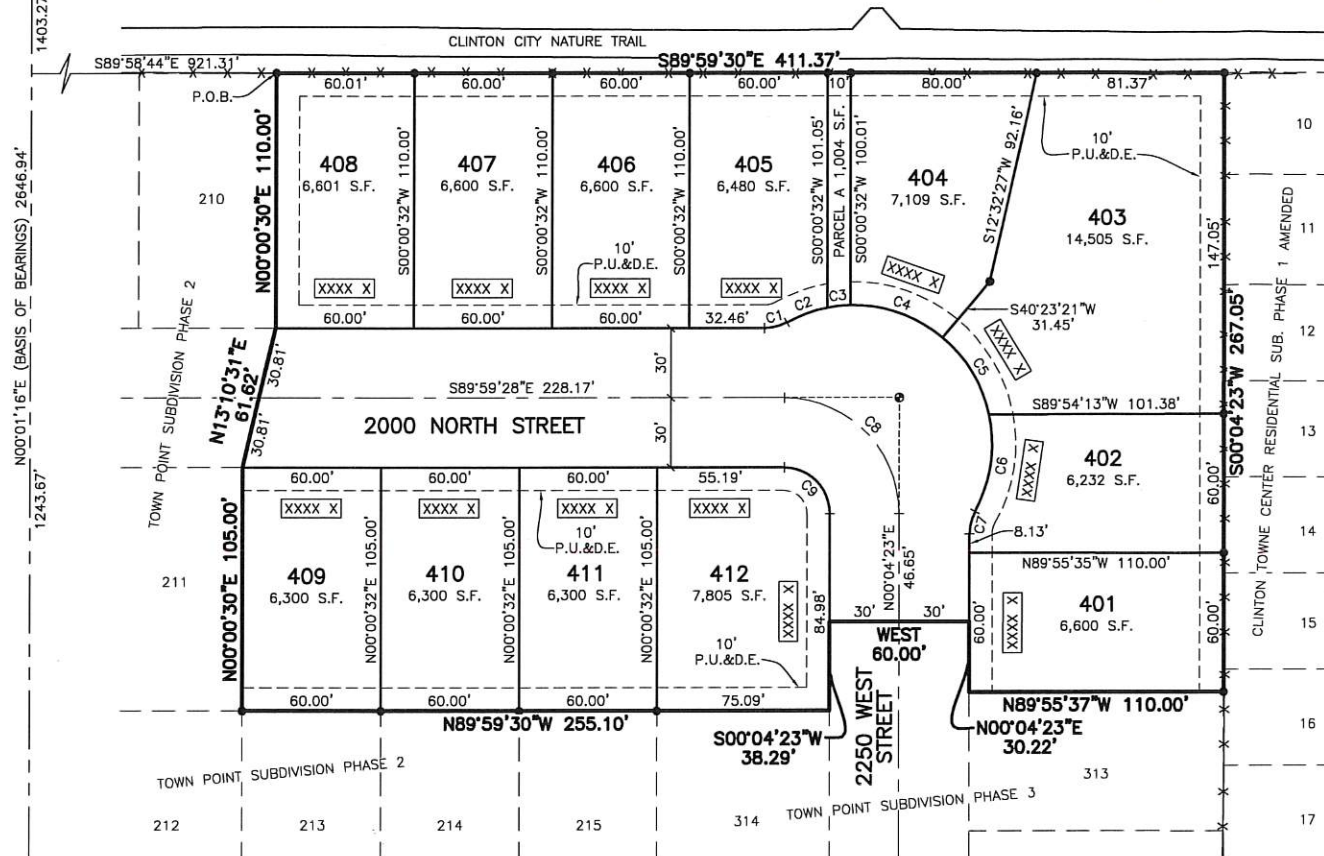 1403.27
CLINTON CITY NATURE TRAIL
S89°58'44"E 921.31'
S89°59'30"E 411.37'
P.O.B.
60.01'
60.00'
60.00'
60.00'
10'
80.00'
81.37'
N00°01'16"E (BASIS OF BEARINGS) 2646.94'
1243.67'
210
N00°00'30"E 110.00'
408
6,601 S.F.
S00°00'32"W 110.00'
407
6,600 S.F.
S00°00'32"W 110.00'
406
6,600 S.F.
S00°00'32"W 110.00'
405
6,480 S.F.
S00°00'32"W 101.05'
PARCEL A 1,004 S.F.
S00°00'32"W 100.01'
404
7,109 S.F.
S12°32'27"W 92.16'
10'
P.U.&D.E.
403
14,505 S.F.
147.05'
S00°04'23"W 267.05'
10
11
12
13
14
15
16
17
CLINTON TOWNE CENTER RESIDENTIAL SUB. PHASE 1 AMENDED
10'
P.U.&D.E.
XXXX X
XXXX X
XXXX X
XXXX X
XXXX X
XXXX X
60.00'
60.00'
60.00'
32.46'
C1
C2
C3
C4
C5
S40°23'21"W
31.45'
TOWN POINT SUBDIVISION PHASE 2
N13°10'31"E
61.62'
30.81'
30.81'
30'
30'
S89°59'28"E 228.17'
2000 NORTH STREET
C8
S89°54'13"W 101.38'
402
6,232 S.F.
XXXX X
C6
C7
8.13'
60.00'
N89°55'35"W 110.00'
60.00'
60.00'
60.00'
55.19'
C9
XXXX X
XXXX X
XXXX X
XXXX X
10'
P.U.&D.E.
N00°04'23"E
46.65'
211
N00°00'30"E 105.00'
409
6,300 S.F.
N00°00'32"E 105.00'
410
6,300 S.F.
N00°00'32"E 105.00'
411
6,300 S.F.
N00°00'32"E 105.00'
412
7,805 S.F.
XXXX X
84.98'
10'
P.U.&D.E.
30'
30'
WEST
60.00'
60.00'
XXXX X
401
6,600 S.F.
60.00'
60.00'
60.00'
60.00'
75.09'
N89°59'30"W 255.10'
S00°04'23"W
38.29'
2250 WEST
STREET
N89°55'37"W 110.00'
N00°04'23"E
30.22'
313
TOWN POINT SUBDIVISION PHASE 2
TOWN POINT SUBDIVISION PHASE 3
212
213
214
215
314